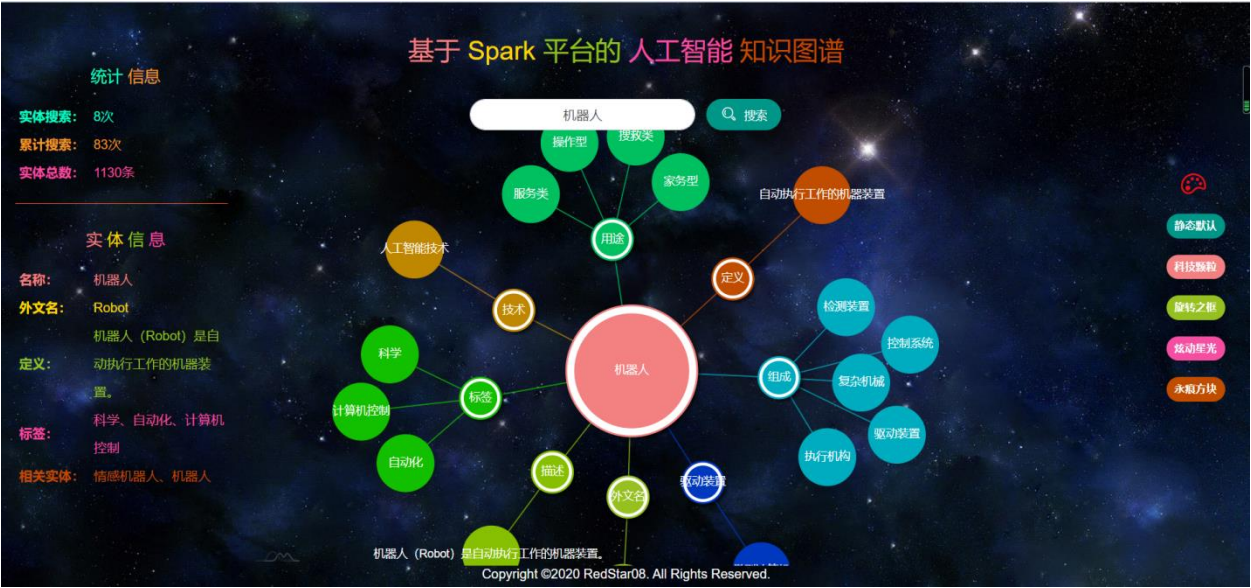 基于 Spark 平台的 人工智能 知识图谱
统计 信息
实体搜索： 8次
累计搜索： 83次
实体总数： 1130条
实体信息
名称： 机器人
外文名： Robot
定义： 机器人（Robot）是自
动执行工作的机器装
置。
标签： 科学、自动化、计算机
控制
相关实体： 情感机器人、机器人
机器人
搜索
操作型
搜救类
服务类
家务型
用途
自动执行工作的机器装置
定义
人工智能技术
技术
检测装置
控制系统
复杂机械
驱动装置
执行机构
组成
机器人
科学
计算机控制
自动化
标签
描述
外文名
驱动装置
机器人（Robot）是自动执行工作的机器装置。
静态默认
科技颗粒
旋转之框
炫动星光
永痕方块
Copyright ©2020 RedStar08. All Rights Reserved.